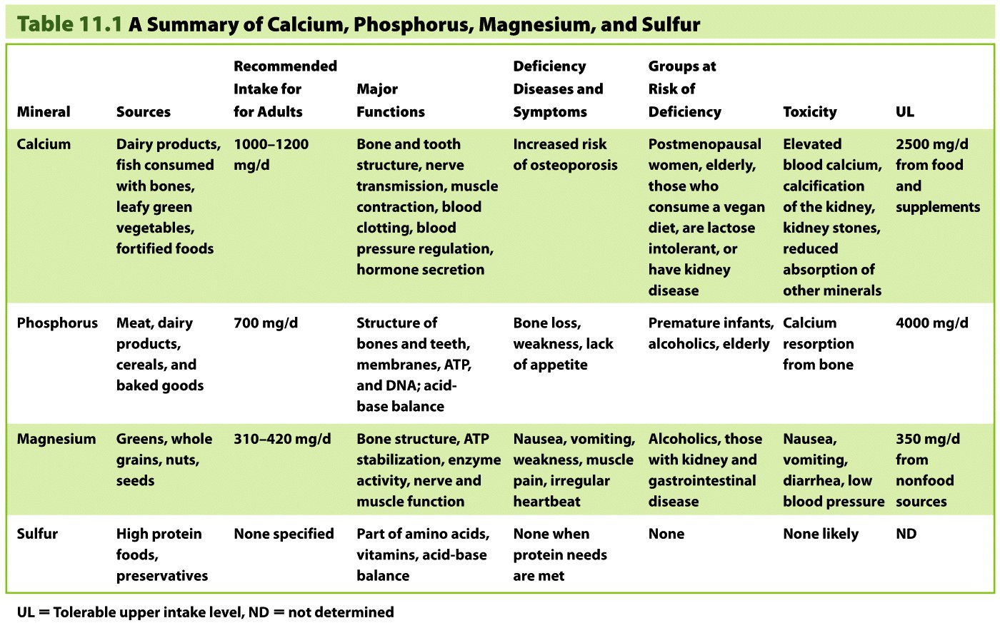 Table 11.1 A Summary of Calcium, Phosphorus, Magnesium, and Sulfur
Mineral
Sources
Recommended
Intake for
for Adults
Major
Functions
Deficiency
Diseases and
Symptoms
Groups at
Risk of
Deficiency
Toxicity
UL
Calcium
Dairy products,
fish consumed
with bones,
leafy green
vegetables,
fortified foods
1000–1200
mg/d
Bone and tooth
structure, nerve
transmission, muscle
contraction, blood
clotting, blood
pressure regulation,
hormone secretion
Increased risk
of osteoporosis
Postmenopausal
women, elderly,
those who
consume a vegan
diet, are lactose
intolerant, or
have kidney
disease
Elevated
blood calcium,
calcification
of the kidney,
kidney stones,
reduced
absorption of
other minerals
2500 mg/d
from food
and
supplements
Phosphorus
Meat, dairy
products,
cereals, and
baked goods
700 mg/d
Structure of
bones and teeth,
membranes, ATP,
and DNA; acid-
base balance
Bone loss,
weakness, lack
of appetite
Premature infants,
alcoholics, elderly
Calcium
resorption
from bone
4000 mg/d
Magnesium
Greens, whole
grains, nuts,
seeds
310–420 mg/d
Bone structure, ATP
stabilization, enzyme
activity, nerve and
muscle function
Nausea, vomiting,
weakness, muscle
pain, irregular
heartbeat
Alcoholics, those
with kidney and
gastrointestinal
disease
Nausea,
vomiting,
diarrhea, low
blood pressure
350 mg/d
from
nonfood
sources
Sulfur
High protein
foods,
preservatives
None specified
Part of amino acids,
vitamins, acid-base
balance
None when
protein needs
are met
None
None likely
ND
UL = Tolerable upper intake level, ND = not determined